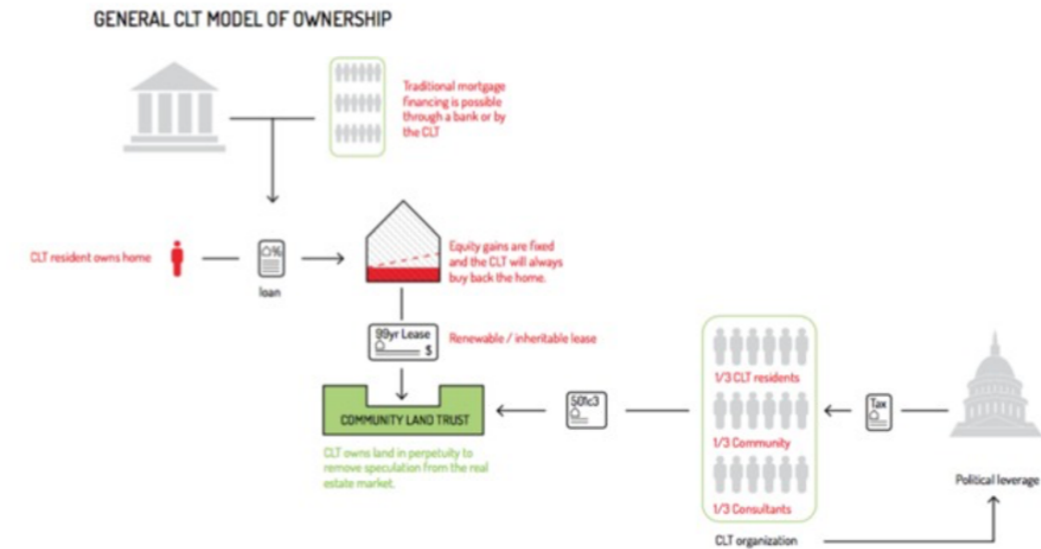 GENERAL CLT MODEL OF OWNERSHIP
Traditional mortgage
financing is possible
through a bank or by
the CLT
CLT resident owns home
%
loan
Equity gains are fixed
and the CLT will always
buy back the home.
99yr Lease
$
Renewable / inheritable lease
COMMUNITY LAND TRUST
CLT owns land in perpetuity to
remove speculation from the real
estate market.
501c3
1/3 CLT residents
1/3 Community
1/3 Consultants
CLT organization
Tax
Political leverage